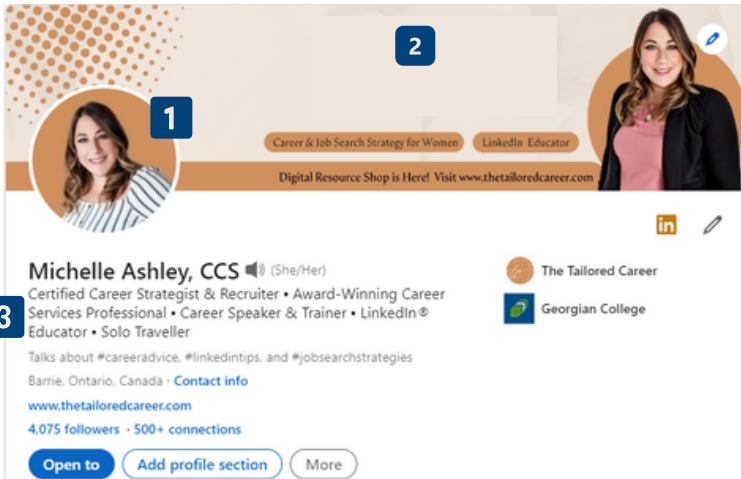 2
1
Career & Job Search Strategy for Women
LinkedIn Educator
Digital Resource Shop is Here! Visit www.thetailoredcareer.com
in
Michelle Ashley, CCS (She/Her)
The Tailored Career
3
Certified Career Strategist & Recruiter • Award-Winning Career
Services Professional • Career Speaker & Trainer • LinkedIn®
Educator • Solo Traveller
Georgian College
Talks about #careeradvice, #linkedintips, and #jobsearchstrategies
Barrie, Ontario, Canada · Contact info
www.thetailoredcareer.com
4,075 followers · 500+ connections
Open to
Add profile section
More